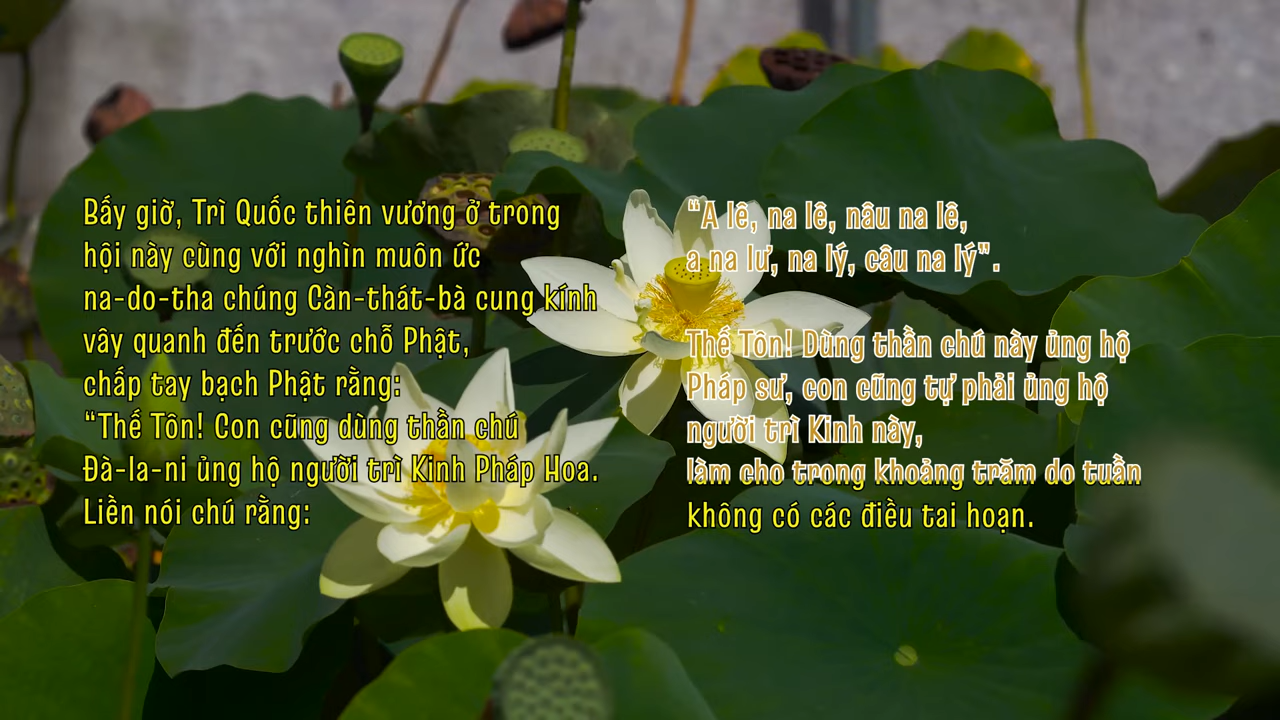 Bấy giờ, Trì Quốc thiên vương ở trong
hội này cùng với nghìn muôn ức
na-do-tha chúng Càn-thát-bà cung kính
vây quanh đến trước chỗ Phật,
chấp tay bạch Phật rằng:
“Thế Tôn! Con cũng dùng thần chú
Đà-la-ni ủng hộ người trì Kinh Pháp Hoa.
Liền nói chú rằng:
“A lê, na lê, nâu na lê,
a na lư, na lý, câu na lý”.
Thế Tôn! Dùng thần chú này ủng hộ
Pháp sư, con cũng tự phải ủng hộ
người trì Kinh này,
làm cho trong khoảng trăm do tuần
không có các điều tai hoạn.